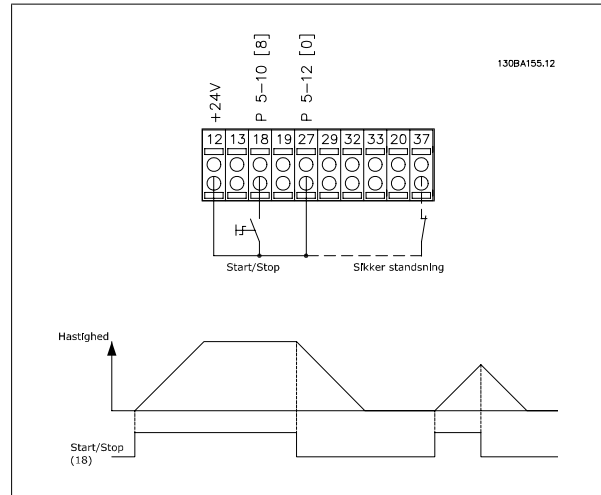 130BA155.12
+24V
P 5-10 [8]
P 5-12 [0]
12 13 18 19 27 29 32 33 20 37
Start/Stop
Sikker standsning
Hastighed
Start/Stop
(18)